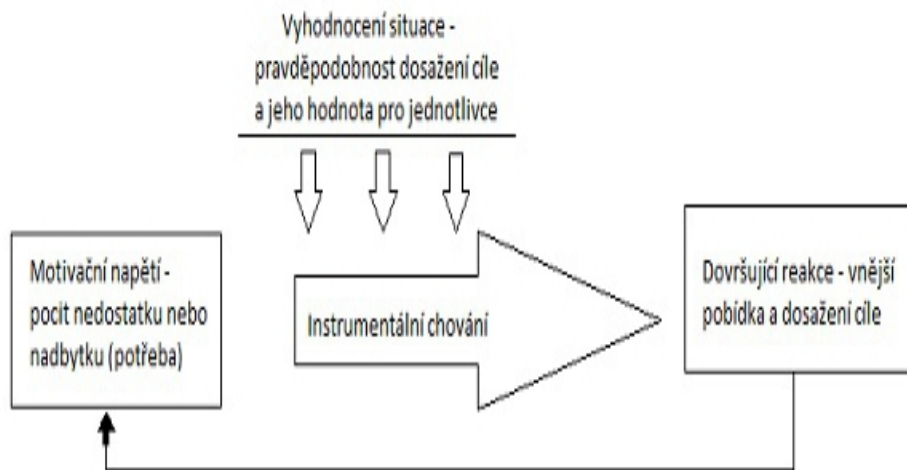 Vyhodnocení situace -
pravděpodobnost dosažení cíle
a jeho hodnota pro jednotlivce
Motivační napětí -
pocit nedostatku nebo
nadbytku (potřeba)
Instrumentální chování
Dovršující reakce - vnější
pobídka a dosažení cíle